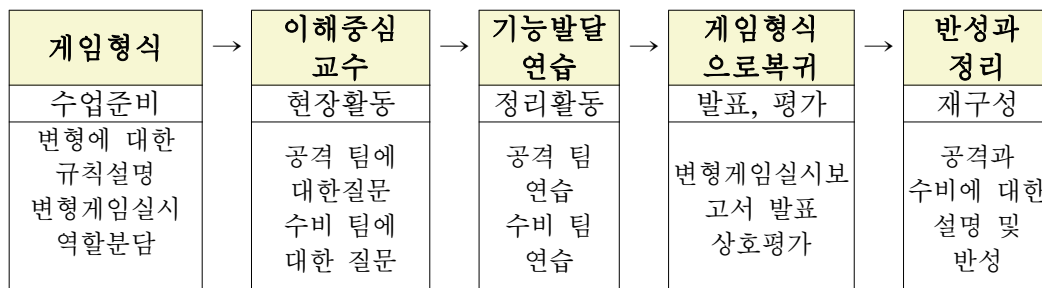 게임형식
수업준비
변형에 대한
규칙설명
변형게임실시
역할분담
→
이해중심
교수
현장활동
공격 팀에
대한질문
수비 팀에
대한 질문
→
기능발달
연습
정리활동
공격 팀
연습
수비 팀
연습
→
게임형식
으로복귀
발표, 평가
변형게임실시보
고서 발표
상호평가
→
반성과
정리
재구성
공격과
수비에 대한
설명 및
반성